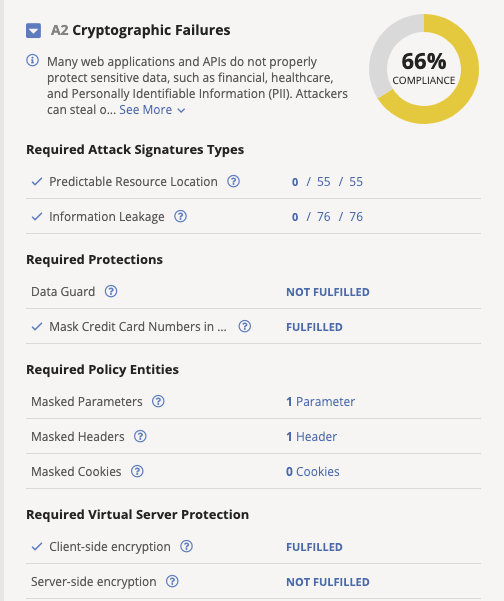 A2 Cryptographic Failures
Many web applications and APIs do not properly
protect sensitive data, such as financial, healthcare,
and Personally Identifiable Information (PII). Attackers
can steal o... See More
66%
COMPLIANCE
Required Attack Signatures Types
Predictable Resource Location ? 0 / 55 / 55
Information Leakage ? 0 / 76 / 76
Required Protections
Data Guard ? NOT FULFILLED
Mask Credit Card Numbers in ... ? FULFILLED
Required Policy Entities
Masked Parameters ? 1 Parameter
Masked Headers ? 1 Header
Masked Cookies ? 0 Cookies
Required Virtual Server Protection
Client-side encryption ? FULFILLED
Server-side encryption ? NOT FULFILLED